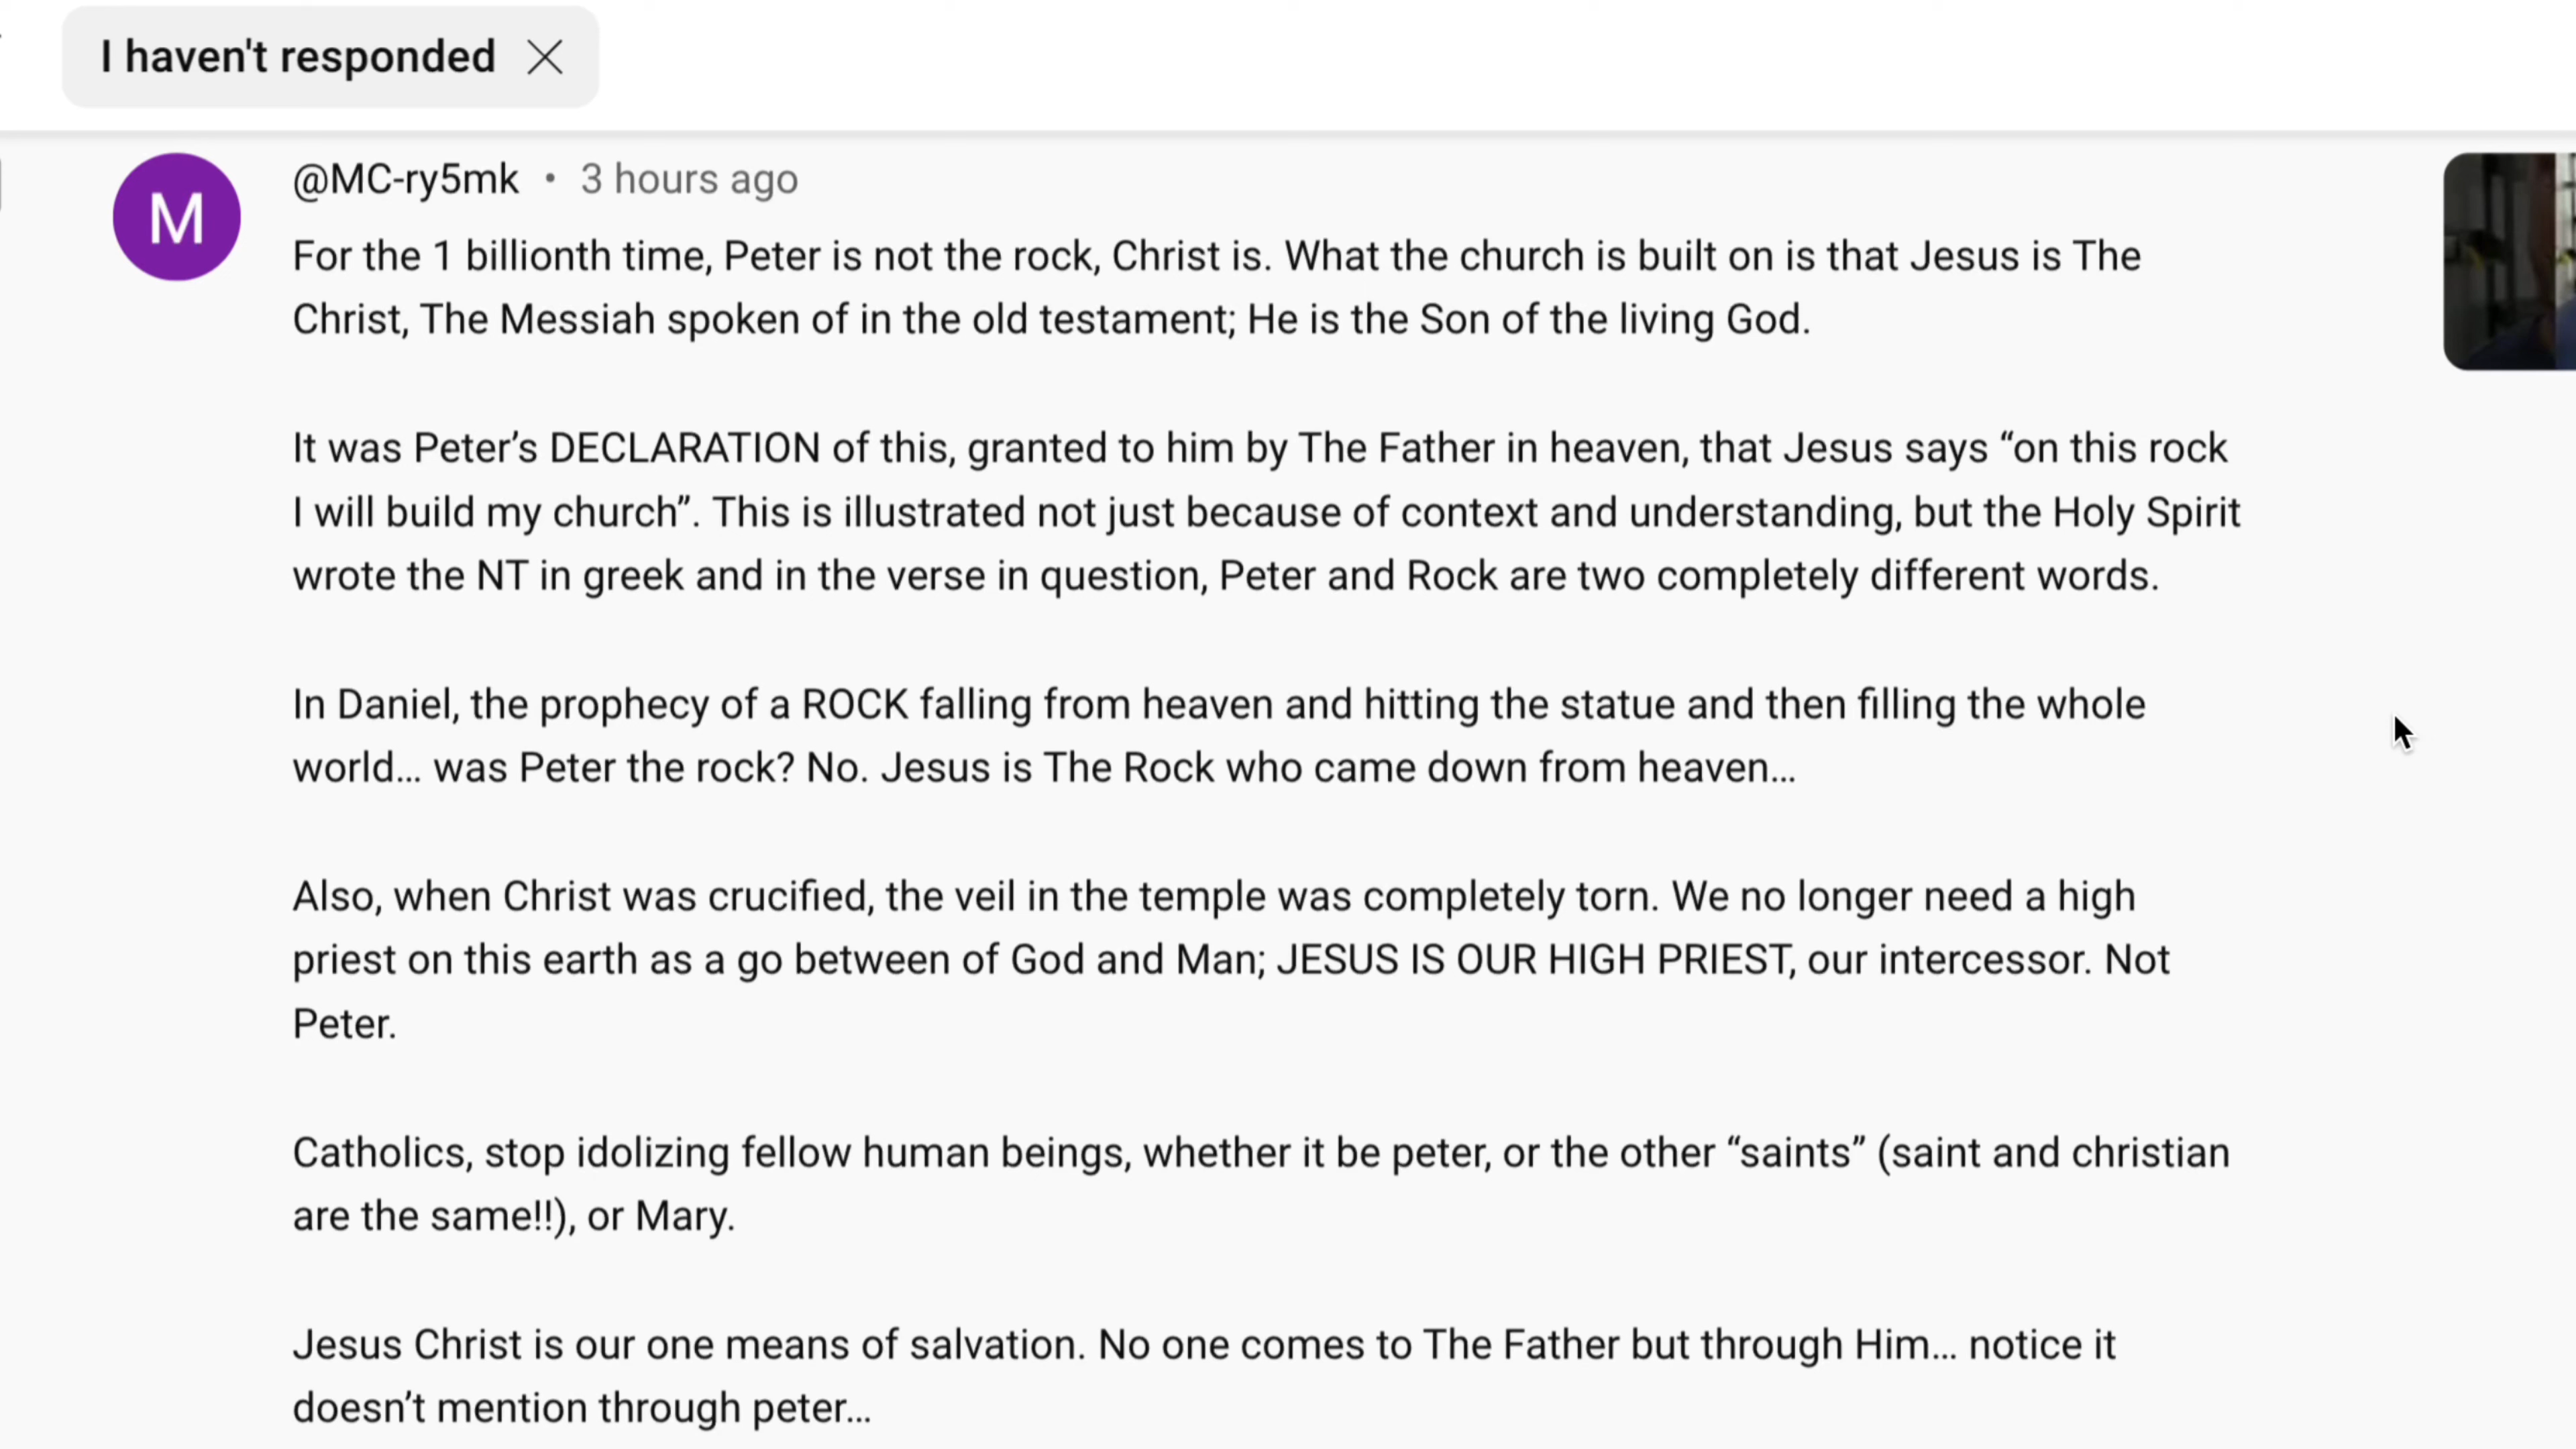 I haven't responded
@MC-ry5mk • 3 hours ago
M
For the 1 billionth time, Peter is not the rock, Christ is. What the church is built on is that Jesus is The
Christ, The Messiah spoken of in the old testament; He is the Son of the living God.
It was Peter’s DECLARATION of this, granted to him by The Father in heaven, that Jesus says “on this rock
I will build my church”. This is illustrated not just because of context and understanding, but the Holy Spirit
wrote the NT in greek and in the verse in question, Peter and Rock are two completely different words.
In Daniel, the prophecy of a ROCK falling from heaven and hitting the statue and then filling the whole
world… was Peter the rock? No. Jesus is The Rock who came down from heaven…
Also, when Christ was crucified, the veil in the temple was completely torn. We no longer need a high
priest on this earth as a go between of God and Man; JESUS IS OUR HIGH PRIEST, our intercessor. Not
Peter.
Catholics, stop idolizing fellow human beings, whether it be peter, or the other “saints” (saint and christian
are the same!!), or Mary.
Jesus Christ is our one means of salvation. No one comes to The Father but through Him… notice it
doesn’t mention through peter…